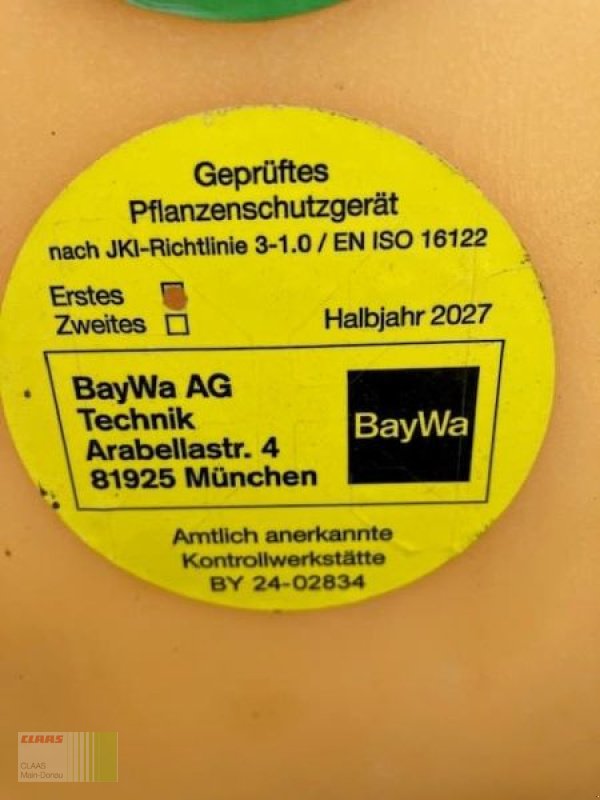 Geprüftes
Pflanzenschutzgerät
nach JKI-Richtlinie 3-1.0 / EN ISO 16122
Erstes
Zweites
Halbjahr 2027
BayWa AG
Technik
Arabellastr. 4
81925 München
BayWa
Amtlich anerkannte
Kontrollwerkstätte
BY 24-02834
CLAAS
CLAAS
Main-Donau